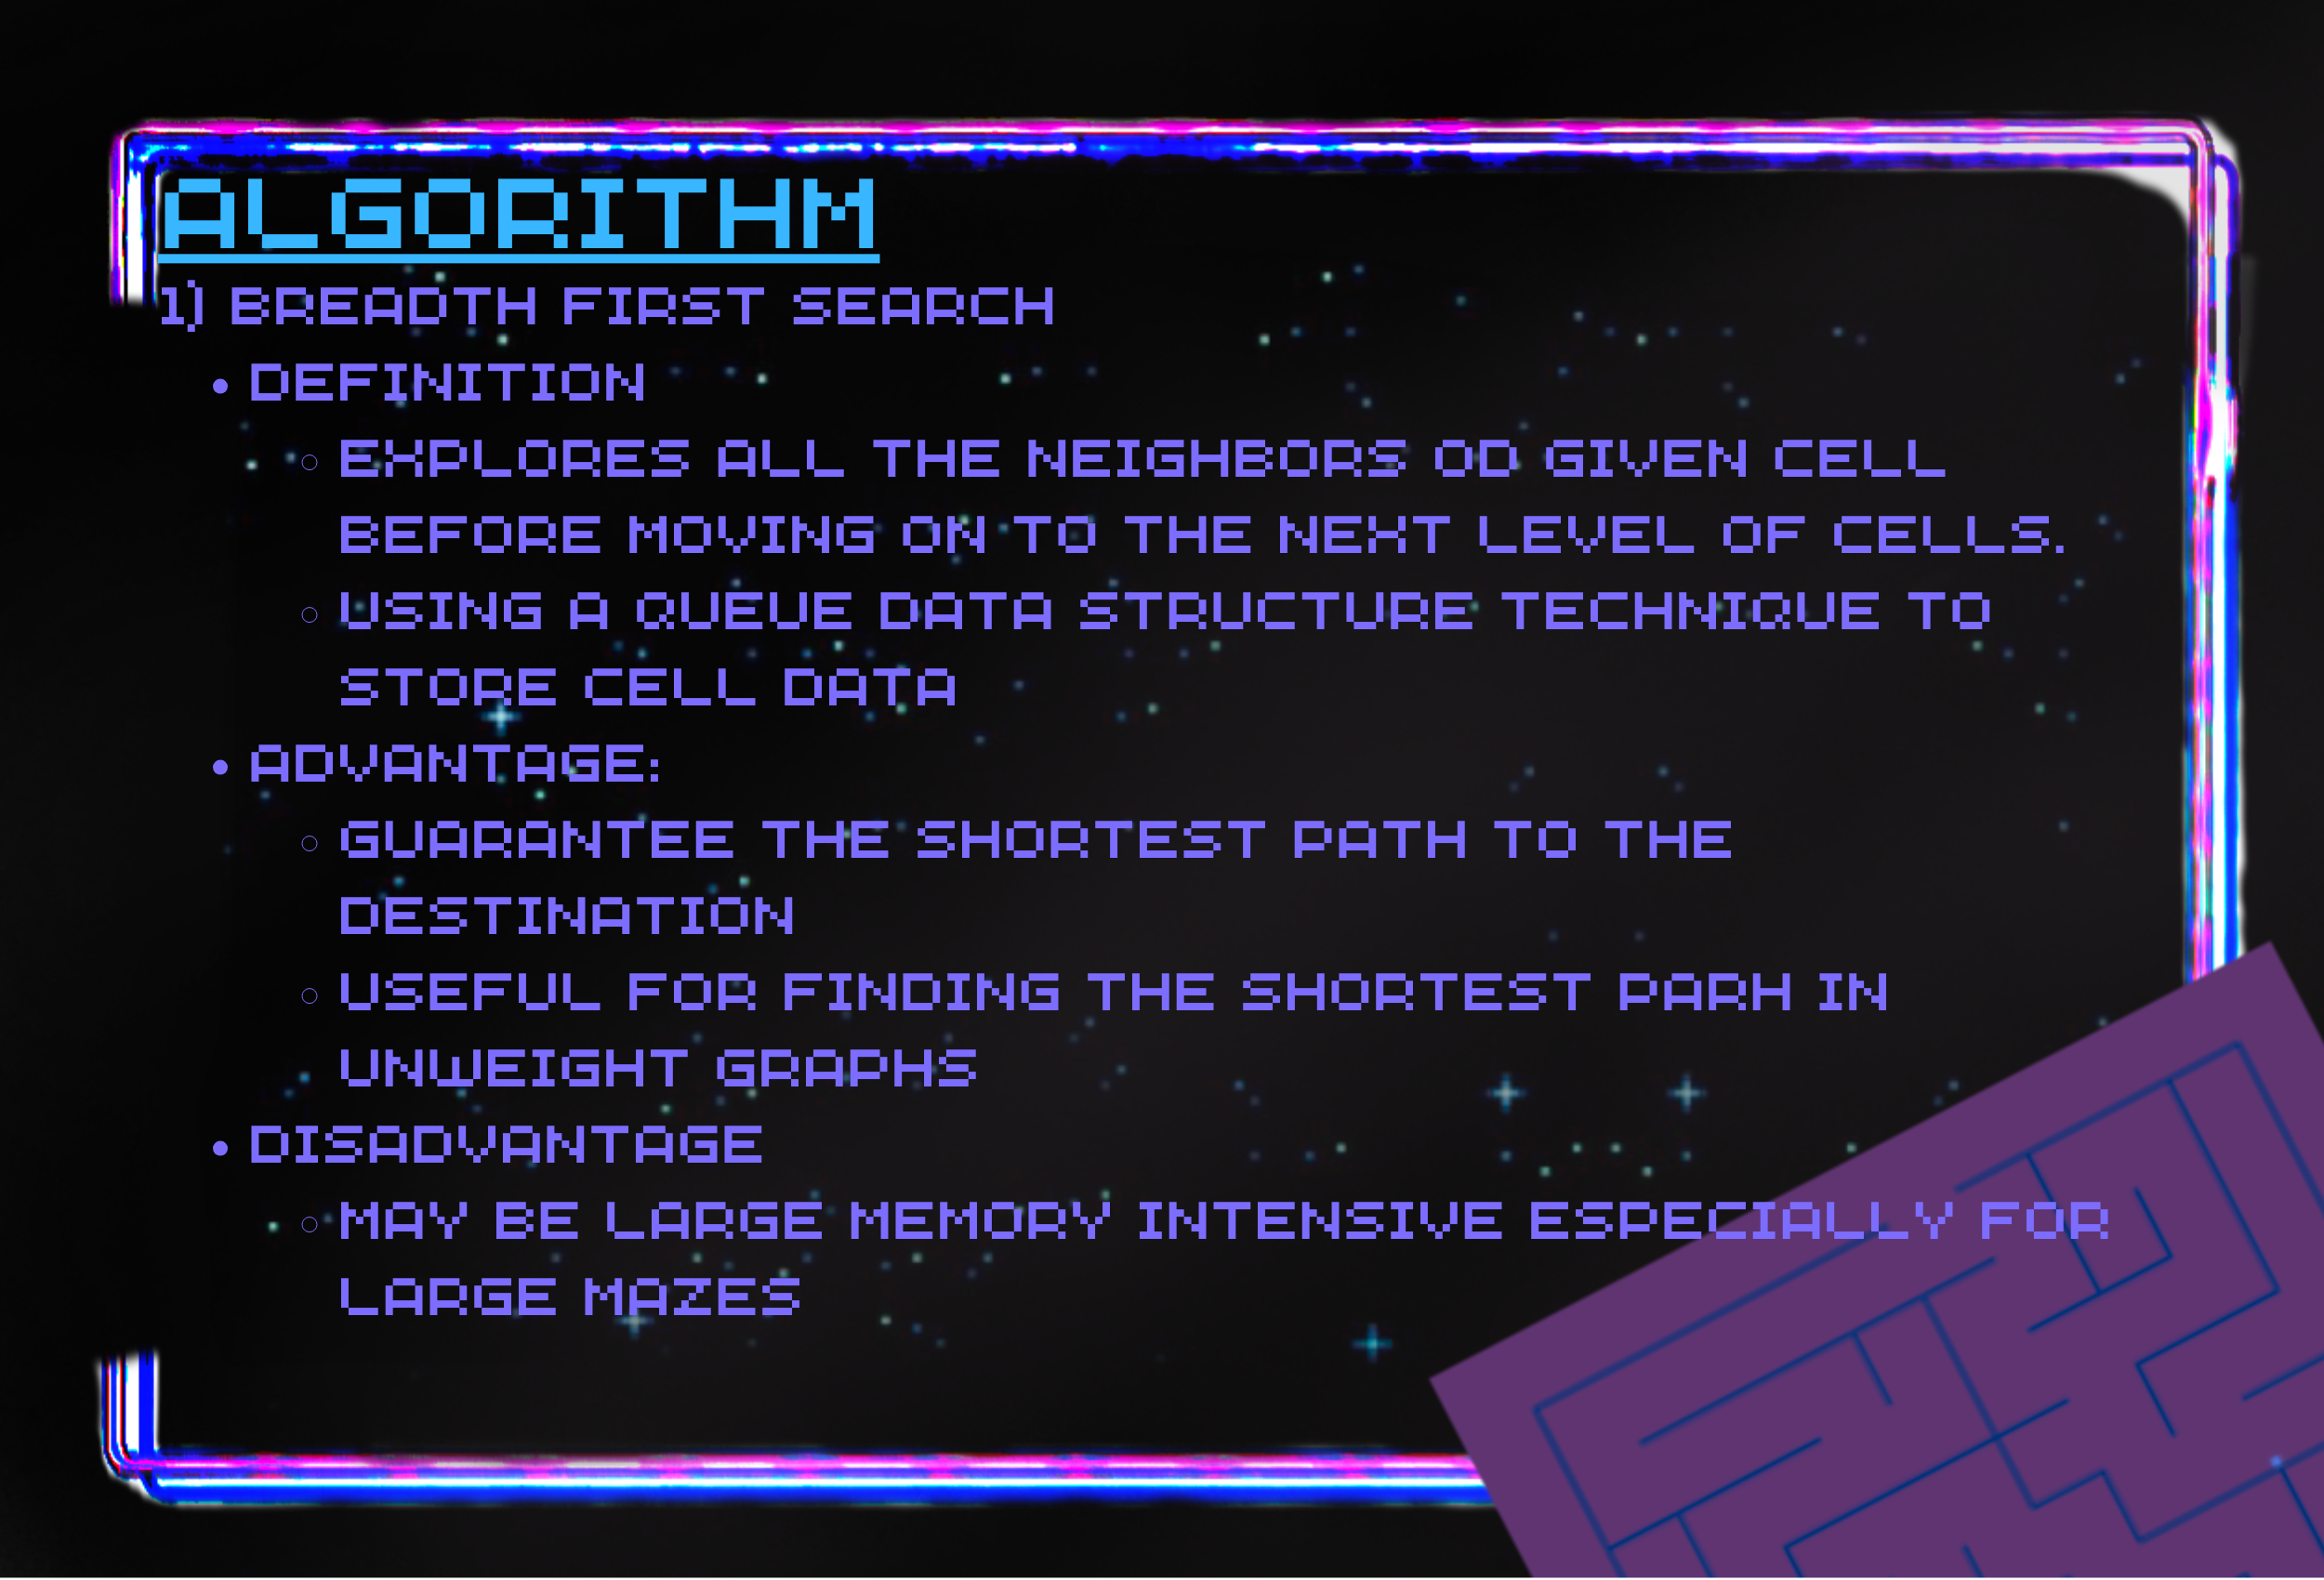 ALGORITHM
1) BREADTH FIRST SEARCH
• DEFINITION
○ EXPLORES ALL THE NEIGHBORS OD GIVEN CELL
BEFORE MOVING ON TO THE NEXT LEVEL OF CELLS.
○ USING A QUEUE DATA STRUCTURE TECHNIQUE TO
STORE CELL DATA
• ADVANTAGE:
○ GUARANTEE THE SHORTEST PATH TO THE
DESTINATION
○ USEFUL FOR FINDING THE SHORTEST PARH IN
UNWEIGHT GRAPHS
• DISADVANTAGE
○ MAY BE LARGE MEMORY INTENSIVE ESPECIALLY FOR
LARGE MAZES